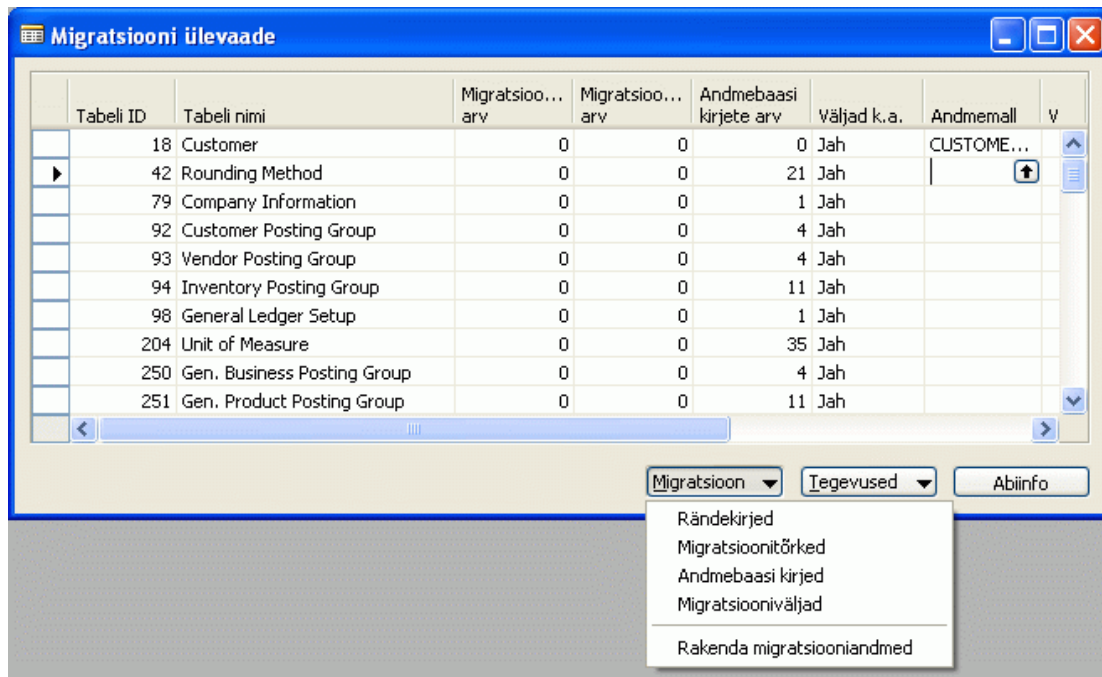 Migratsiooni ülevaade
Tabeli ID Tabeli nimi Migratsioo... arv Migratsioo... arv Andmebaasi kirjete arv Väljad k.a. Andmemall V
18 Customer 0 0 0 Jah CUSTOME...
42 Rounding Method 0 0 21 Jah
79 Company Information 0 0 1 Jah
92 Customer Posting Group 0 0 4 Jah
93 Vendor Posting Group 0 0 4 Jah
94 Inventory Posting Group 0 0 11 Jah
98 General Ledger Setup 0 0 1 Jah
204 Unit of Measure 0 0 35 Jah
250 Gen. Business Posting Group 0 0 4 Jah
251 Gen. Product Posting Group 0 0 11 Jah
Migratsioon Tegevused Abiinfo
Rändekirjed
Migratsioonitõrked
Andmebaasi kirjed
Migratsiooniväljad
Rakenda migratsiooniandmed